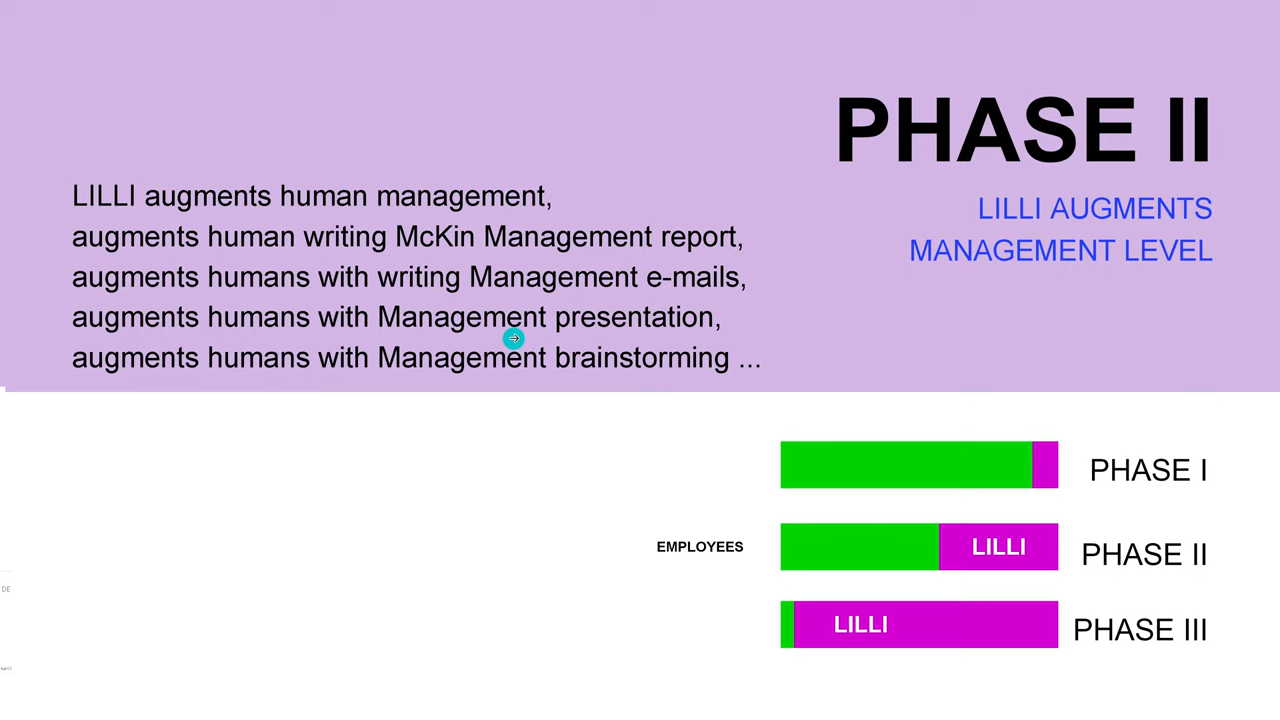 PHASE II
LILLI AUGMENTS
MANAGEMENT LEVEL
LILLI augments human management,
augments human writing McKin Management report,
augments humans with writing Management e-mails,
augments humans with Management presentation,
augments humans with Management brainstorming ...
PHASE I
EMPLOYEES
LILLI
PHASE II
LILLI
PHASE III
DE